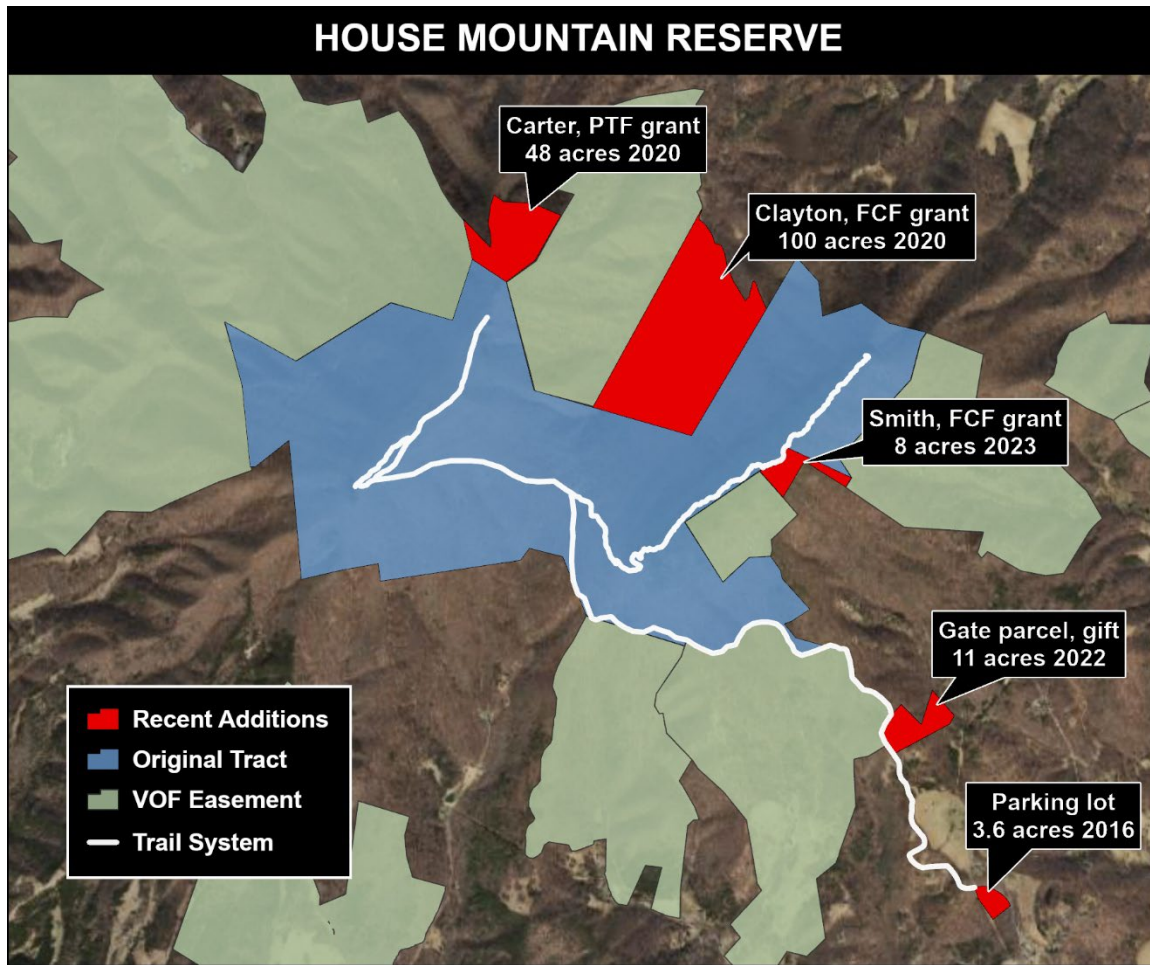 HOUSE MOUNTAIN RESERVE
Carter, PTF grant
48 acres 2020
Clayton, FCF grant
100 acres 2020
Smith, FCF grant
8 acres 2023
Gate parcel, gift
11 acres 2022
Parking lot
3.6 acres 2016
Recent Additions
Original Tract
VOF Easement
Trail System